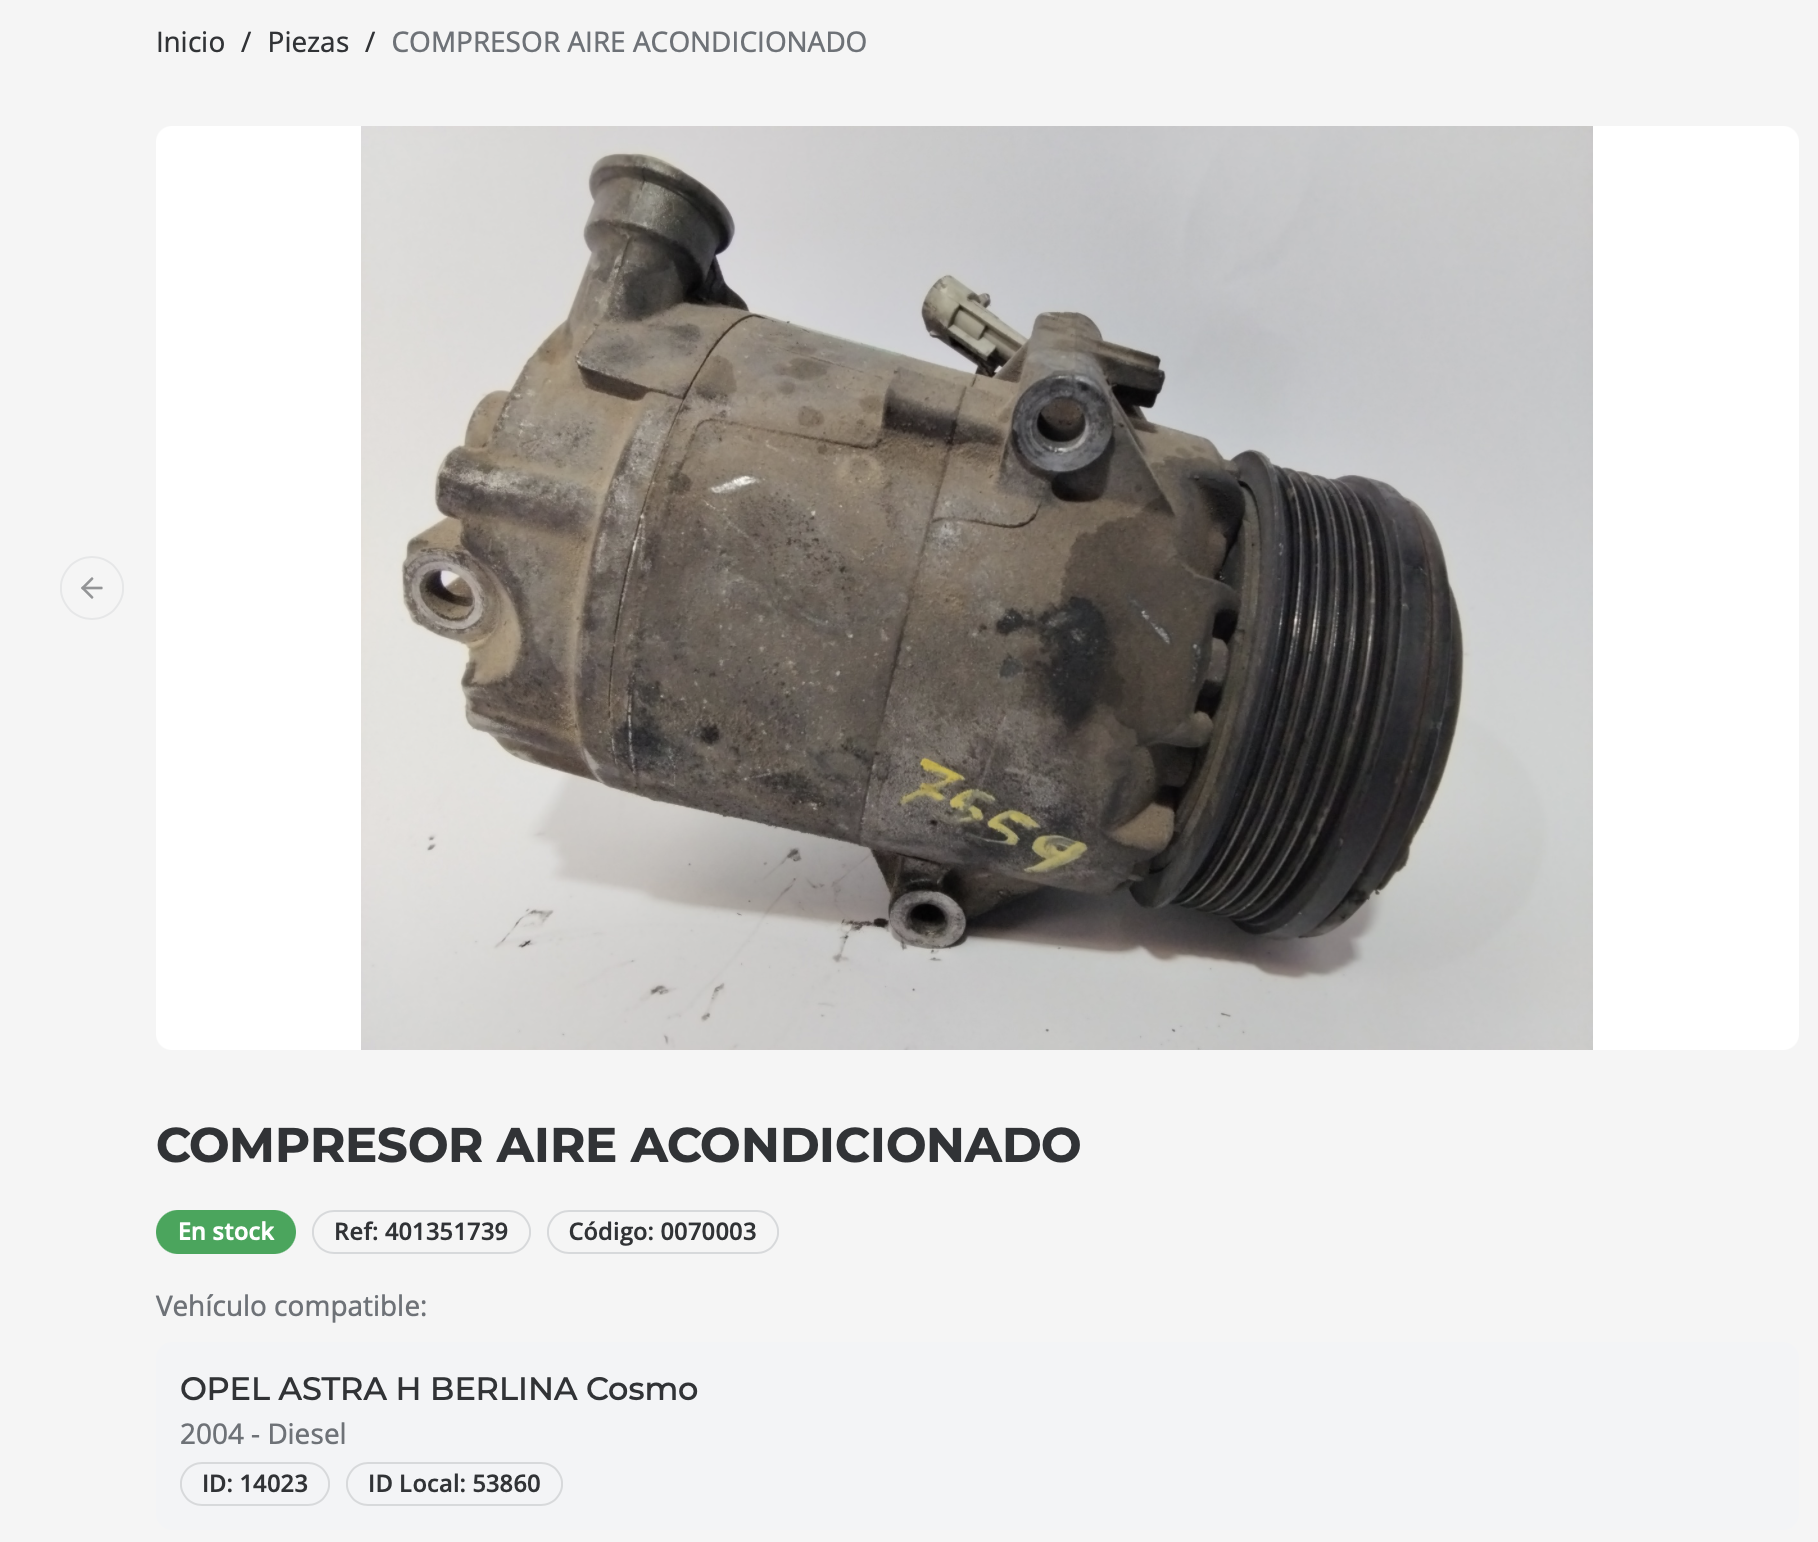 Inicio / Piezas / COMPRESOR AIRE ACONDICIONADO
7559
COMPRESOR AIRE ACONDICIONADO
En stock Ref: 401351739 Código: 0070003
Vehículo compatible:
OPEL ASTRA H BERLINA Cosmo
2004 - Diesel
ID: 14023 ID Local: 53860